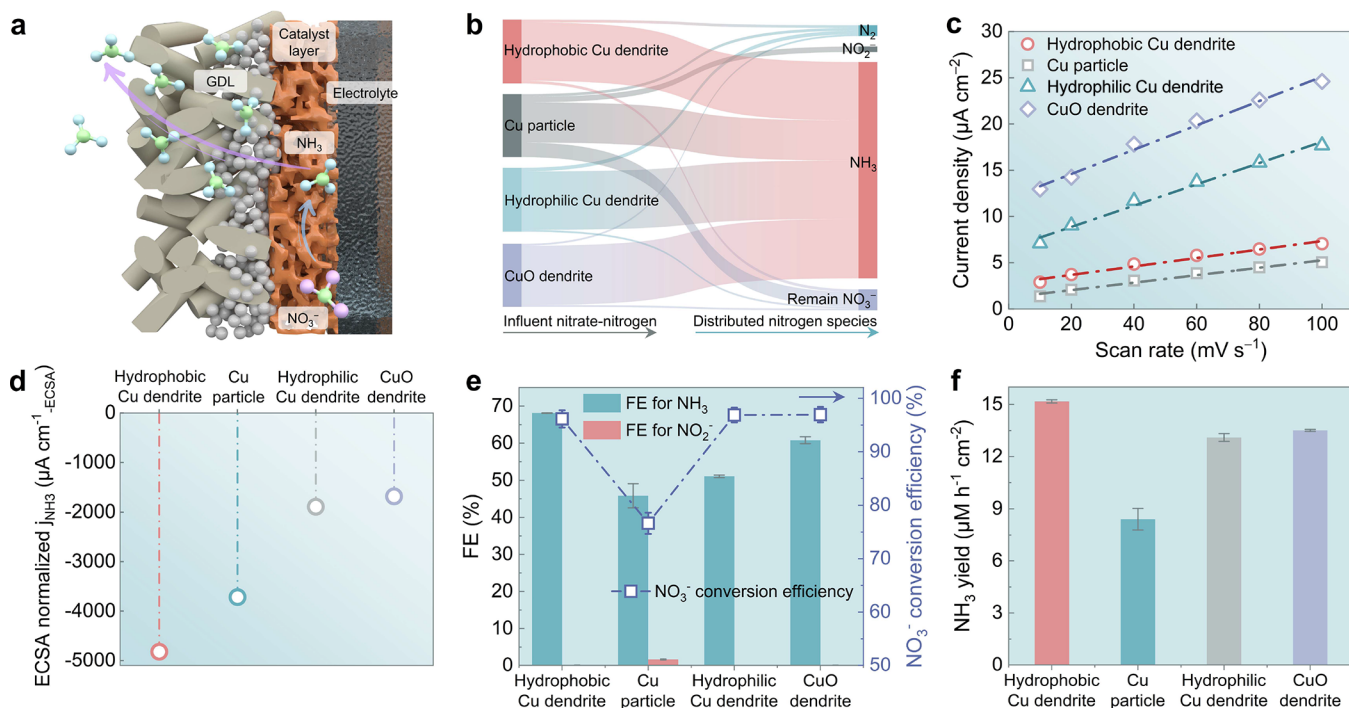 a
Catalyst
layer
GDL
Electrolyte
NH₃
NO₃⁻
b
Hydrophobic Cu dendrite
Cu particle
Hydrophilic Cu dendrite
CuO dendrite
N₂
NO₂⁻
NH₃
Remain NO₃⁻
Influent nitrate-nitrogen
Distributed nitrogen species
c
Hydrophobic Cu dendrite
Cu particle
Hydrophilic Cu dendrite
CuO dendrite
Current density (μA cm⁻²)
30
25
20
15
10
5
0
20
40
60
80
100
Scan rate (mV s⁻¹)
d
Hydrophobic
Cu dendrite
Cu
particle
Hydrophilic
Cu dendrite
CuO
dendrite
ECSA normalized j_NH3 (μA cm⁻¹-ECSA)
0
-1000
-2000
-3000
-4000
-5000
e
FE for NH₃
FE for NO₂⁻
NO₃⁻ conversion efficiency
FE (%)
70
60
50
40
30
20
10
0
100
90
80
70
60
50
NO₃⁻ conversion efficiency (%)
Hydrophobic
Cu dendrite
Cu
particle
Hydrophilic
Cu dendrite
CuO
dendrite
f
NH₃ yield (μM h⁻¹ cm⁻²)
15
12
9
6
3
0
Hydrophobic
Cu dendrite
Cu
particle
Hydrophilic
Cu dendrite
CuO
dendrite